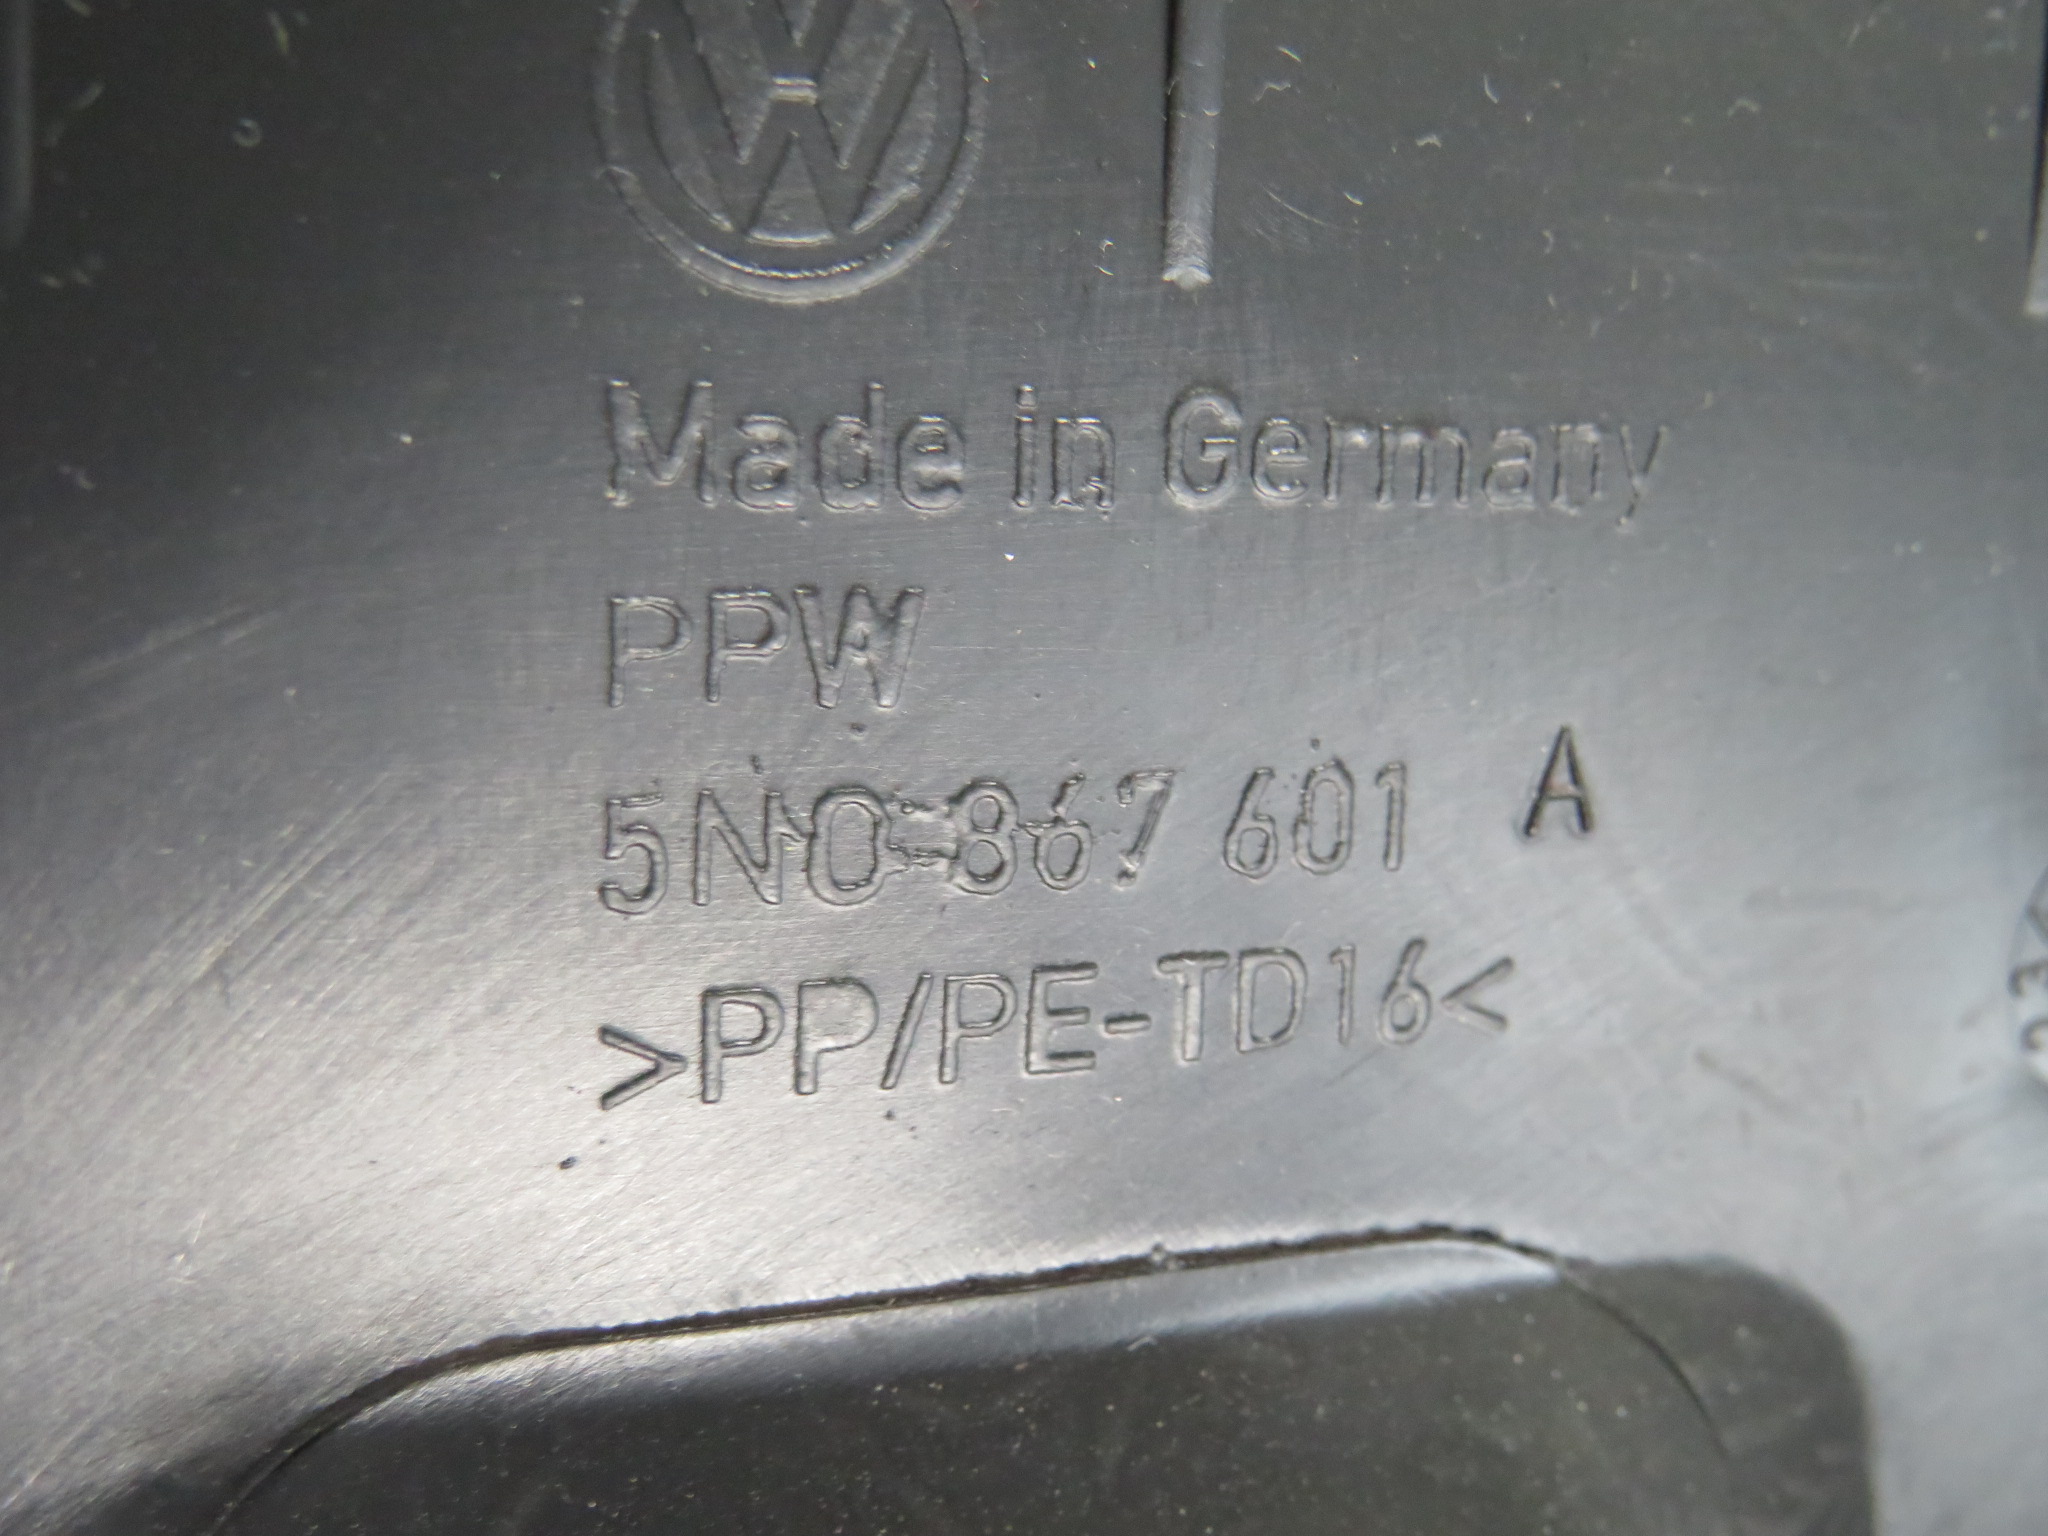 Made in Germany
PPW
5N0 867 601 A
>PP/PE-TD16<